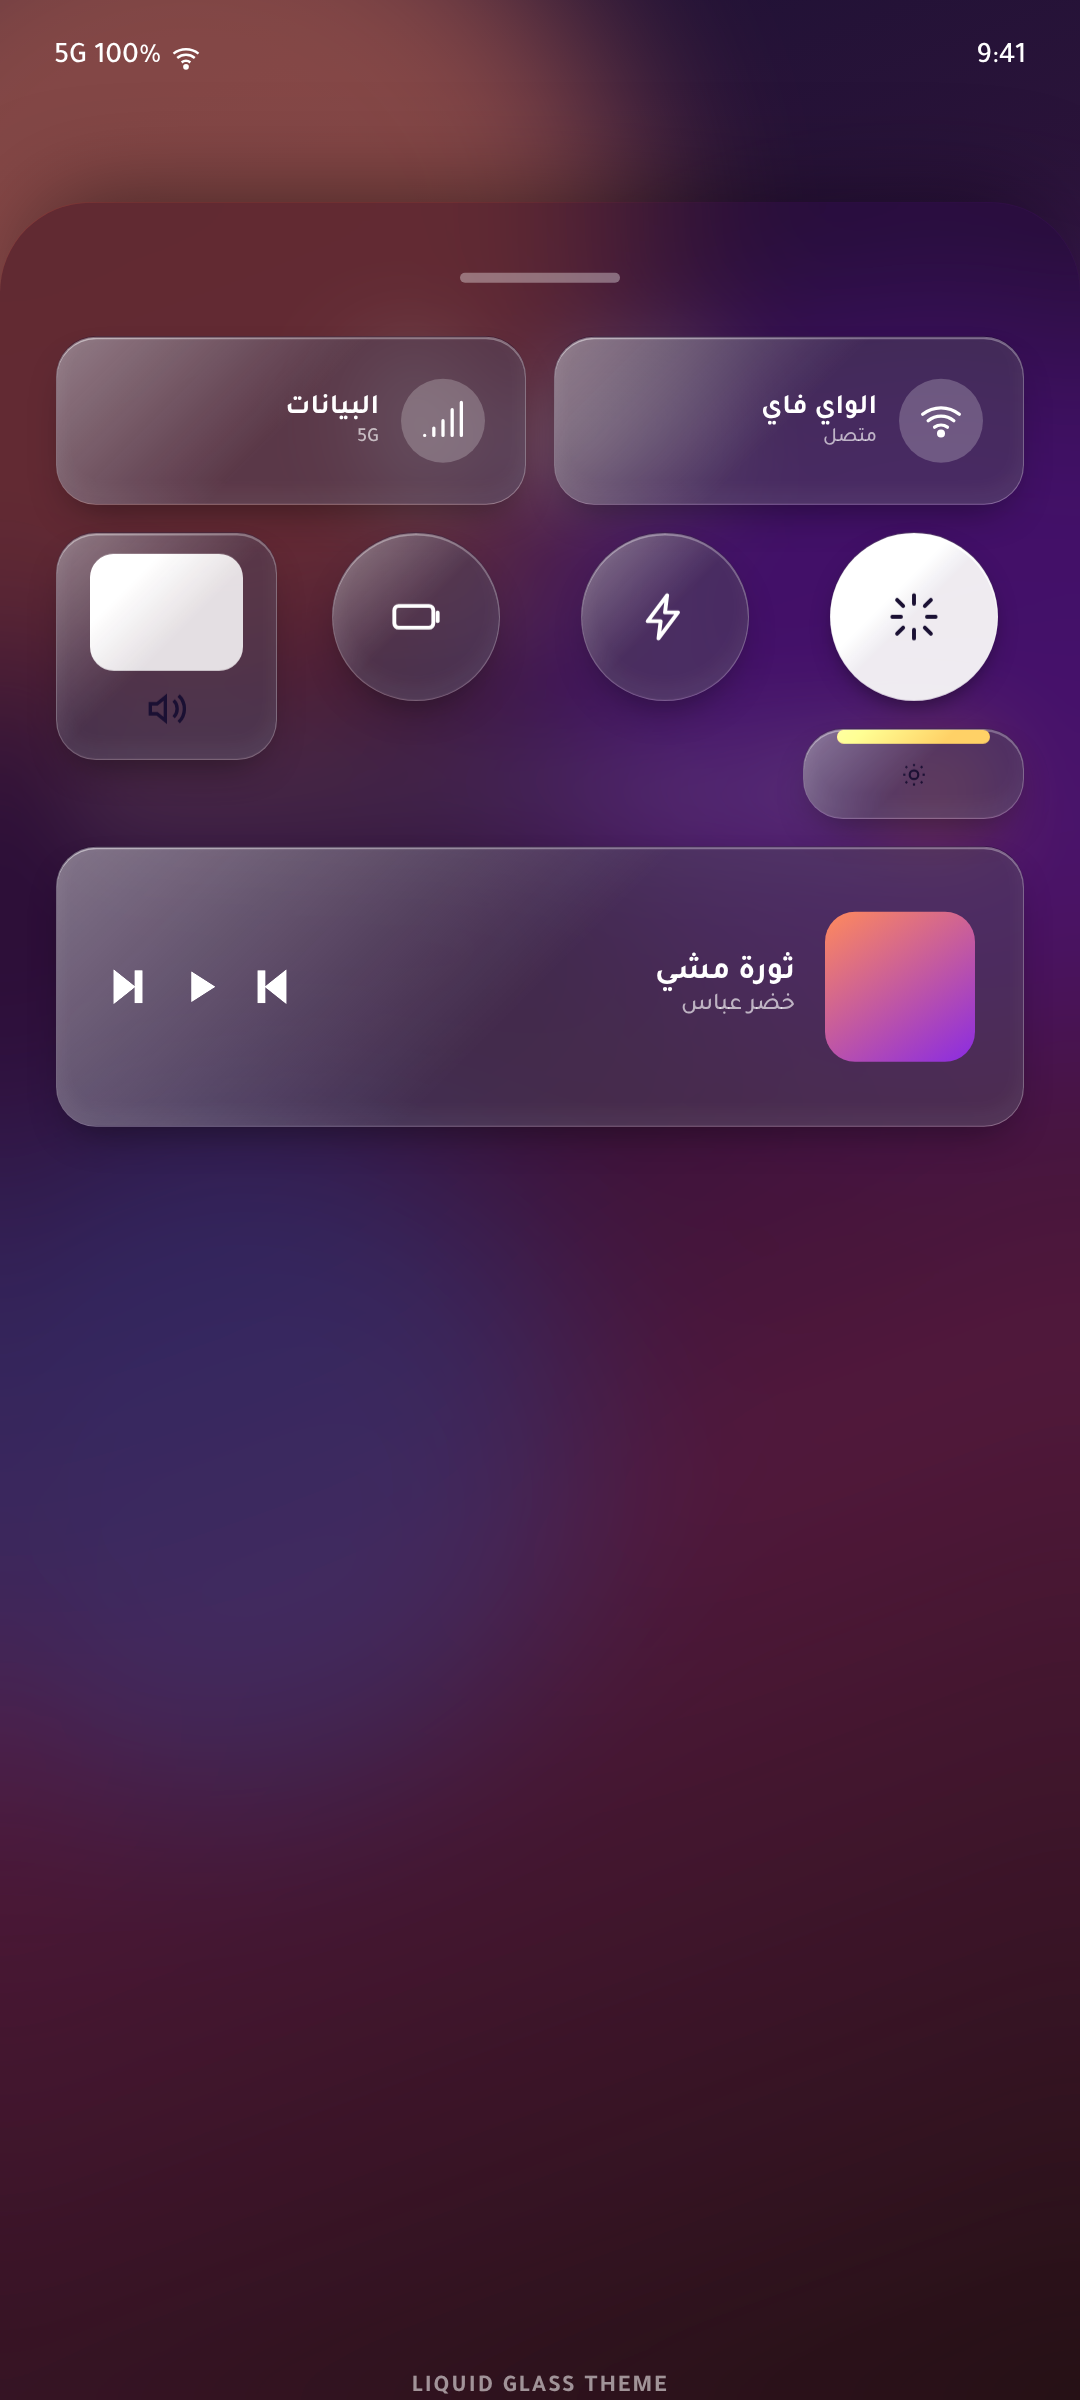 5G 100%
9:41
الواي فاي
متصل
البيانات
5G
ثورة مشي
خضر عباس
LIQUID GLASS THEME